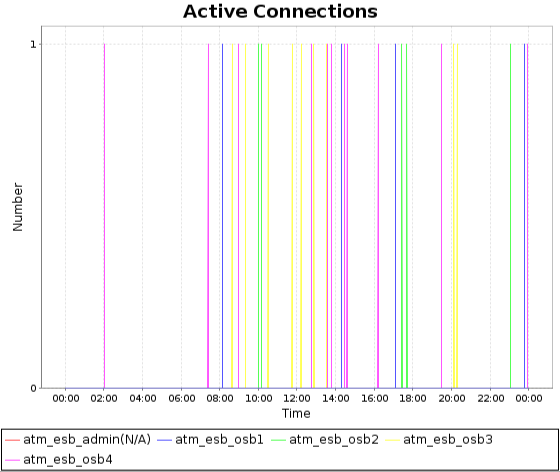 Active Connections
1
Number
0
00:00 02:00 04:00 06:00 08:00 10:00 12:00 14:00 16:00 18:00 20:00 22:00 00:00
Time
atm_esb_admin(N/A) atm_esb_osb1 atm_esb_osb2 atm_esb_osb3
atm_esb_osb4